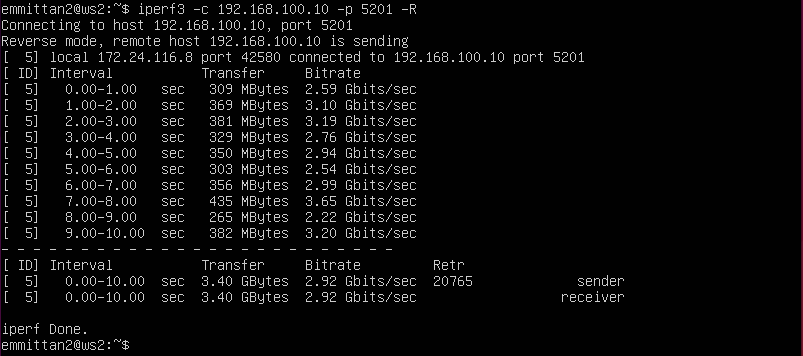 emmittan2@ws2:~$ iperf3 -c 192.168.100.10 -p 5201 -R
Connecting to host 192.168.100.10, port 5201
Reverse mode, remote host 192.168.100.10 is sending
[  5] local 172.24.116.8 port 42580 connected to 192.168.100.10 port 5201
[ ID] Interval           Transfer     Bitrate
[  5]   0.00-1.00   sec   309 MBytes  2.59 Gbits/sec
[  5]   1.00-2.00   sec   369 MBytes  3.10 Gbits/sec
[  5]   2.00-3.00   sec   381 MBytes  3.19 Gbits/sec
[  5]   3.00-4.00   sec   329 MBytes  2.76 Gbits/sec
[  5]   4.00-5.00   sec   350 MBytes  2.94 Gbits/sec
[  5]   5.00-6.00   sec   303 MBytes  2.54 Gbits/sec
[  5]   6.00-7.00   sec   356 MBytes  2.99 Gbits/sec
[  5]   7.00-8.00   sec   435 MBytes  3.65 Gbits/sec
[  5]   8.00-9.00   sec   265 MBytes  2.22 Gbits/sec
[  5]   9.00-10.00  sec   382 MBytes  3.20 Gbits/sec
- - - - - - - - - - - - - - - - - - - - - - - - -
[ ID] Interval           Transfer     Bitrate         Retr
[  5]   0.00-10.00  sec  3.40 GBytes  2.92 Gbits/sec  20765             sender
[  5]   0.00-10.00  sec  3.40 GBytes  2.92 Gbits/sec                  receiver
iperf Done.
emmittan2@ws2:~$